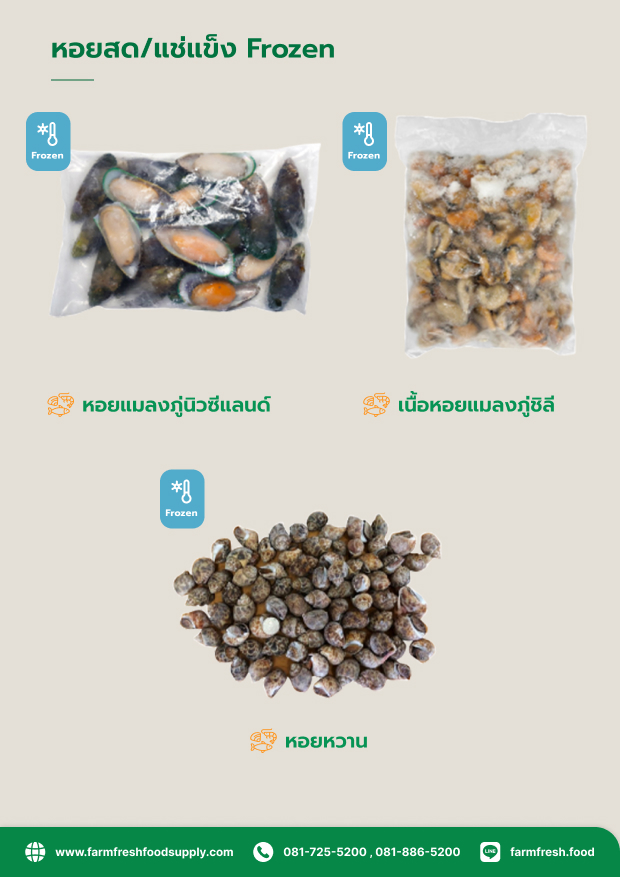 หอยสด/แช่แข็ง Frozen
Frozen
Frozen
หอยแมลงภู่นิวซีแลนด์
เนื้อหอยแมลงภู่ชิลี
Frozen
หอยหวาน
www.farmfreshfoodsupply.com
081-725-5200 , 081-886-5200
LINE
farmfresh.food